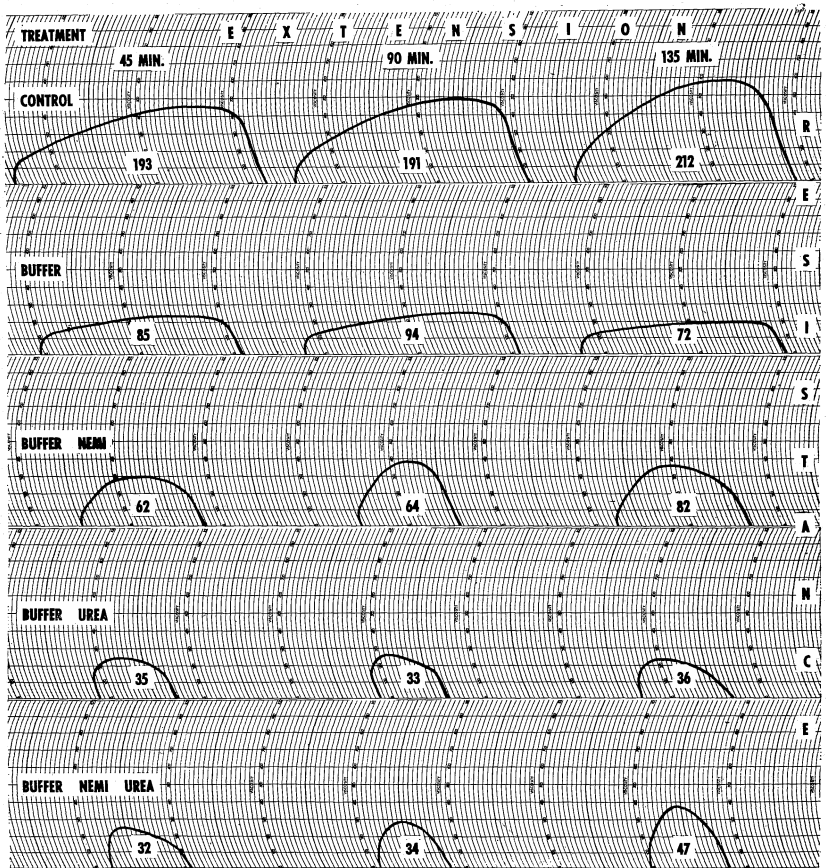 TREATMENT E X T E N S I O N
45 MIN. 90 MIN. 135 MIN.
CONTROL
193 191 212
BUFFER
85 94 72
BUFFER NEMI
62 64 82
BUFFER UREA
35 33 36
BUFFER NEMI UREA
32 34 47
R E S I S T A N C E